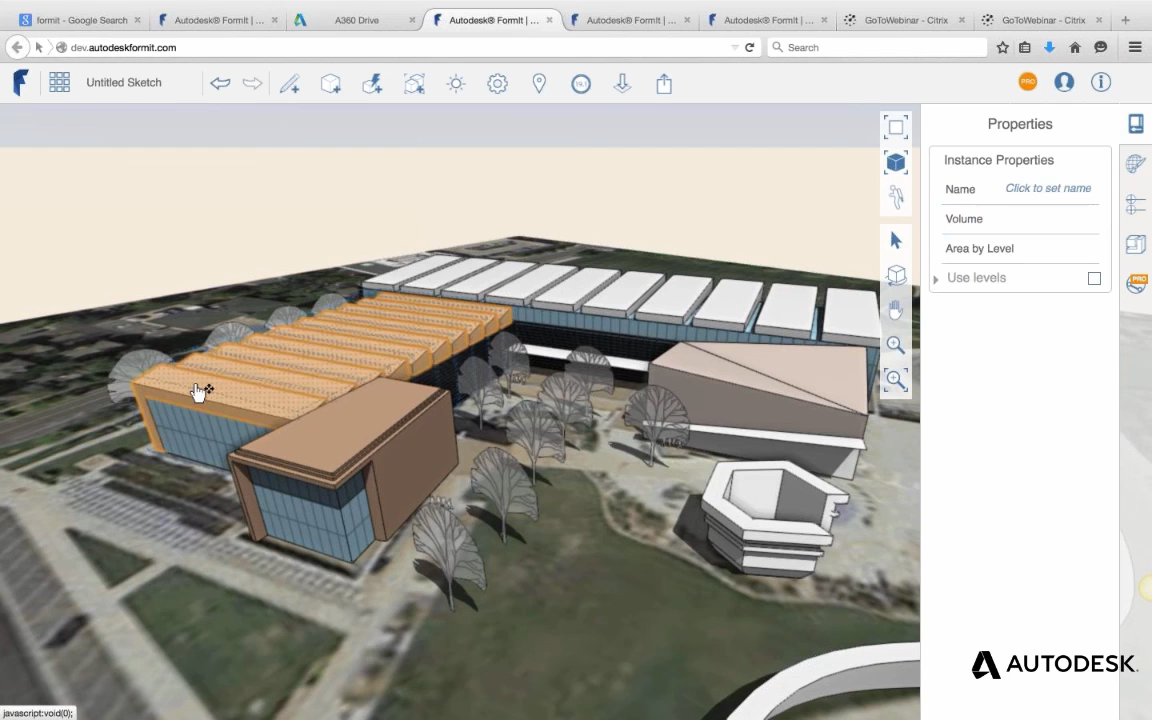 formit - Google Search
Autodesk® FormIt | ...
A360 Drive
Autodesk® FormIt | ...
Autodesk® FormIt | ...
Autodesk® FormIt | ...
GoToWebinar - Citrix
GoToWebinar - Citrix
dev.autodeskformit.com
Search
Untitled Sketch
PRO
Properties
Instance Properties
Name Click to set name
Volume
Area by Level
Use levels
PRO
AUTODESK.
javascript:void(0);